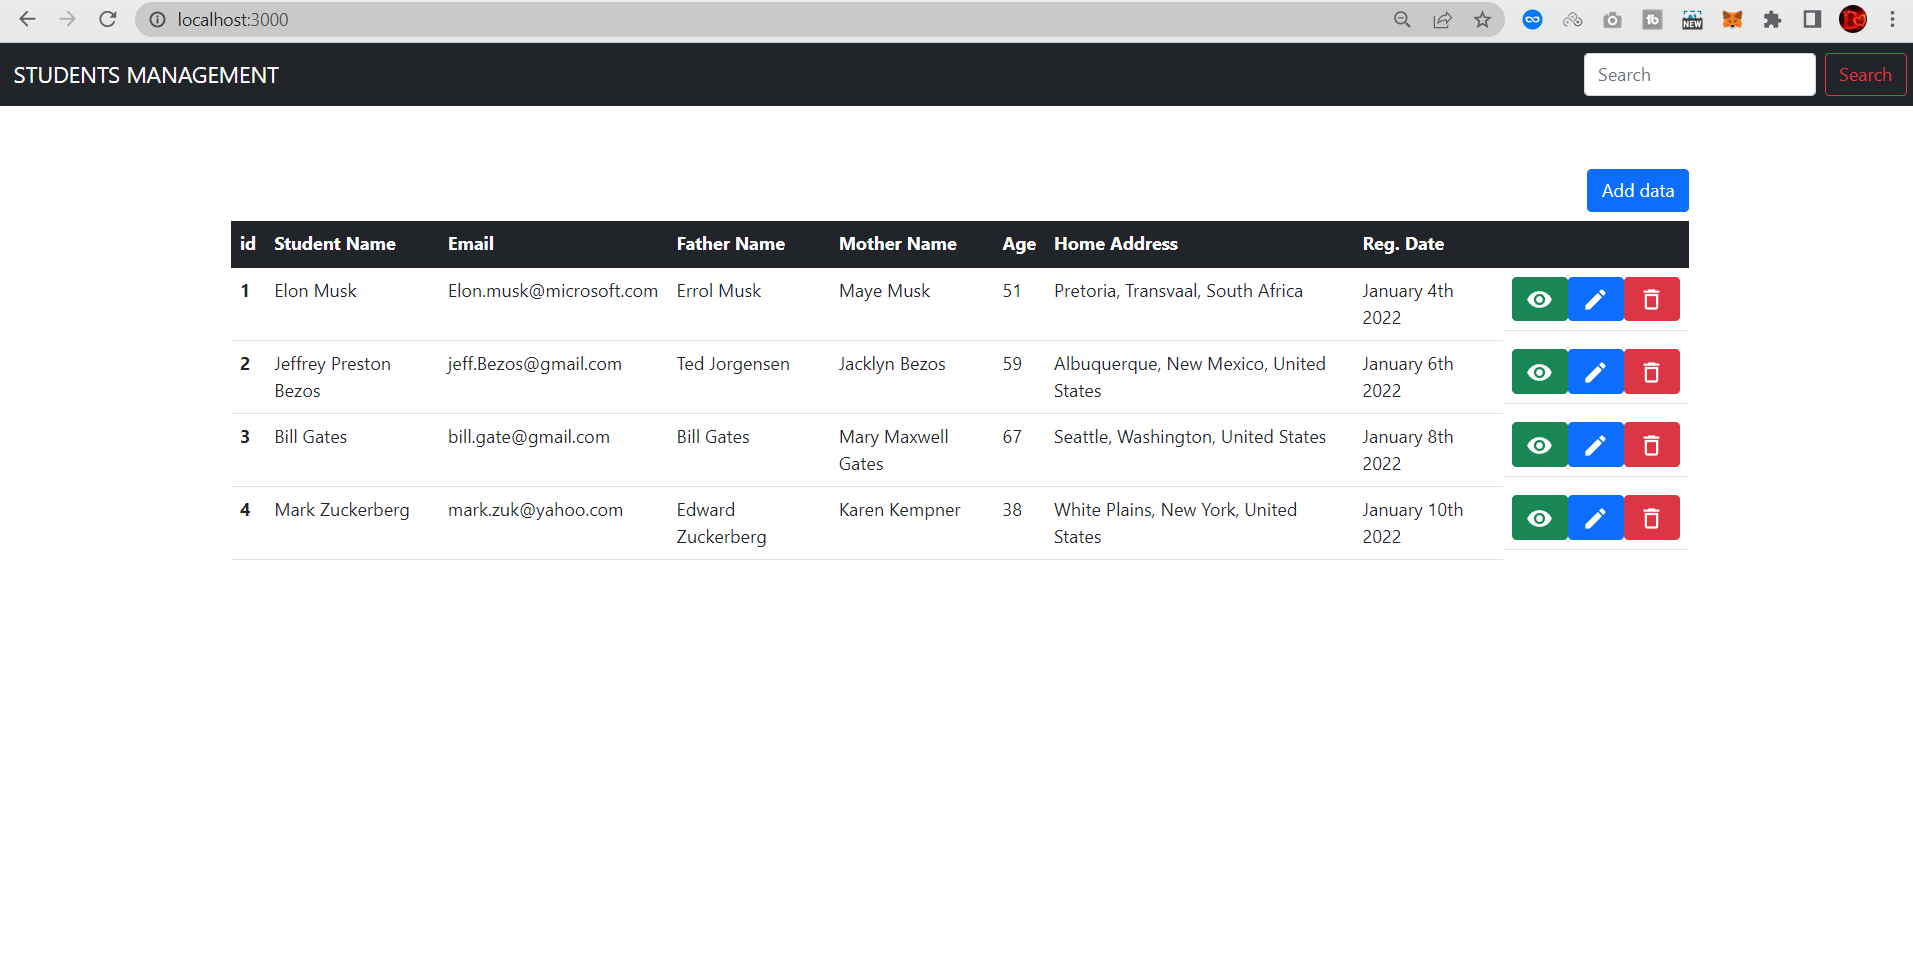 localhost:3000
NEW
STUDENTS MANAGEMENT Search Search
Add data
id Student Name Email Father Name Mother Name Age Home Address Reg. Date
1 Elon Musk Elon.musk@microsoft.com Errol Musk Maye Musk 51 Pretoria, Transvaal, South Africa January 4th
2022
2 Jeffrey Preston jeff.Bezos@gmail.com Ted Jorgensen Jacklyn Bezos 59 Albuquerque, New Mexico, United January 6th
Bezos States 2022
3 Bill Gates bill.gate@gmail.com Bill Gates Mary Maxwell 67 Seattle, Washington, United States January 8th
Gates 2022
4 Mark Zuckerberg mark.zuk@yahoo.com Edward Karen Kempner 38 White Plains, New York, United January 10th
Zuckerberg States 2022